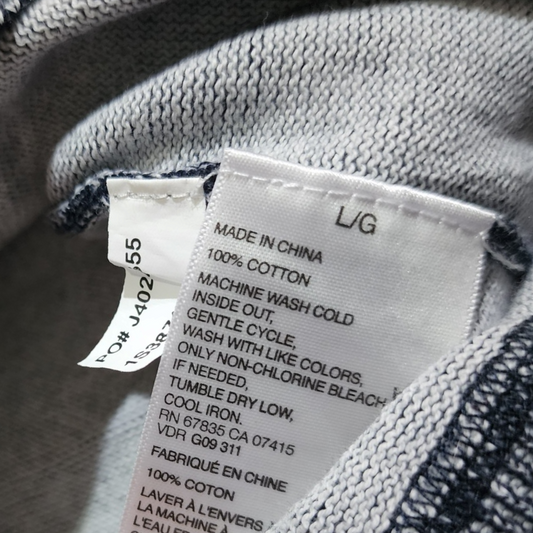 L/G
MADE IN CHINA
100% COTTON
MACHINE WASH COLD
INSIDE OUT,
GENTLE CYCLE,
WASH WITH LIKE COLORS,
ONLY NON-CHLORINE BLEACH
IF NEEDED,
TUMBLE DRY LOW,
COOL IRON.
RN 67835 CA 07415
VDR G09 311
FABRIQUÉ EN CHINE
100% COTTON
LAVER À L'ENVERS
LA MACHINE À
L'EAU
PO#